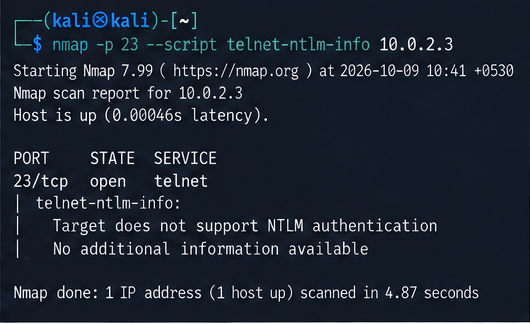 ┌──(kali㉿kali)-[~]
└─$ nmap -p 23 --script telnet-ntlm-info 10.0.2.3
Starting Nmap 7.99 ( https://nmap.org ) at 2026-10-09 10:41 +0530
Nmap scan report for 10.0.2.3
Host is up (0.00046s latency).

PORT   STATE SERVICE
23/tcp open  telnet
| telnet-ntlm-info:
|   Target does not support NTLM authentication
|   No additional information available

Nmap done: 1 IP address (1 host up) scanned in 4.87 seconds